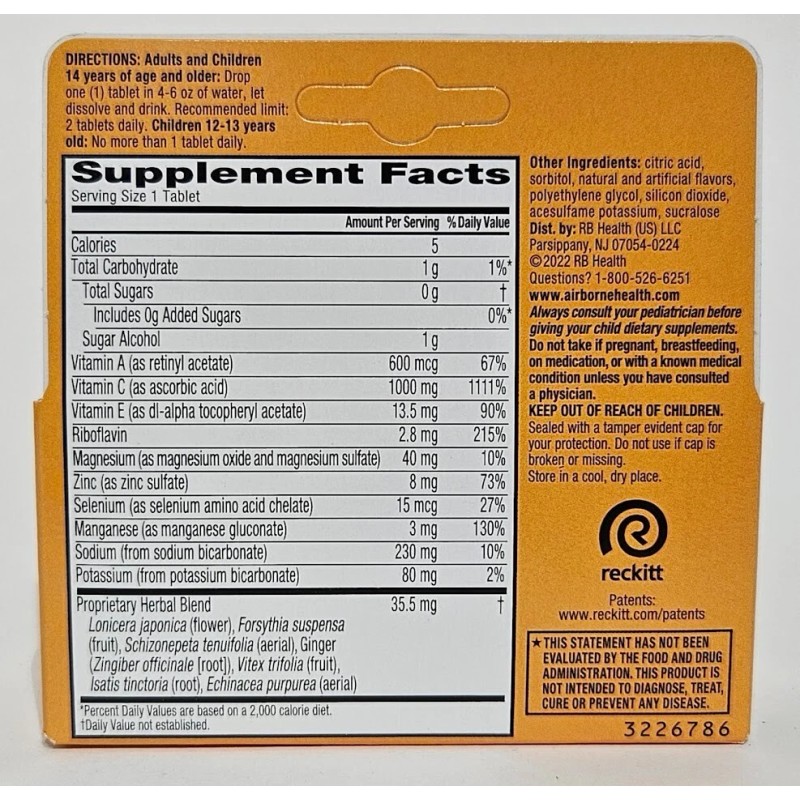 DIRECTIONS: Adults and Children
14 years of age and older: Drop
one (1) tablet in 4-6 oz of water, let
dissolve and drink. Recommended limit:
2 tablets daily. Children 12-13 years
old: No more than 1 tablet daily.
Supplement Facts
Serving Size 1 Tablet
Amount Per Serving % Daily Value
Calories 5
Total Carbohydrate 1 g 1%*
Total Sugars 0 g †
Includes 0g Added Sugars 0%*
Sugar Alcohol 1 g
Vitamin A (as retinyl acetate) 600 mcg 67%
Vitamin C (as ascorbic acid) 1000 mg 1111%
Vitamin E (as dl-alpha tocopheryl acetate) 13.5 mg 90%
Riboflavin 2.8 mg 215%
Magnesium (as magnesium oxide and magnesium sulfate) 40 mg 10%
Zinc (as zinc sulfate) 8 mg 73%
Selenium (as selenium amino acid chelate) 15 mcg 27%
Manganese (as manganese gluconate) 3 mg 130%
Sodium (from sodium bicarbonate) 230 mg 10%
Potassium (from potassium bicarbonate) 80 mg 2%
Proprietary Herbal Blend 35.5 mg †
Lonicera japonica (flower), Forsythia suspensa
(fruit), Schizonepeta tenuifolia (aerial), Ginger
(Zingiber officinale [root]), Vitex trifolia (fruit),
Isatis tinctoria (root), Echinacea purpurea (aerial)
*Percent Daily Values are based on a 2,000 calorie diet.
†Daily Value not established.
Other Ingredients: citric acid,
sorbitol, natural and artificial flavors,
polyethylene glycol, silicon dioxide,
acesulfame potassium, sucralose
Dist. by: RB Health (US) LLC
Parsippany, NJ 07054-0224
©2022 RB Health
Questions? 1-800-526-6251
www.airbornehealth.com
Always consult your pediatrician before
giving your child dietary supplements.
Do not take if pregnant, breastfeeding,
on medication, or with a known medical
condition unless you have consulted
a physician.
KEEP OUT OF REACH OF CHILDREN.
Sealed with a tamper evident cap for
your protection. Do not use if cap is
broken or missing.
Store in a cool, dry place.
reckitt
Patents:
www.reckitt.com/patents
★THIS STATEMENT HAS NOT BEEN
EVALUATED BY THE FOOD AND DRUG
ADMINISTRATION. THIS PRODUCT IS
NOT INTENDED TO DIAGNOSE, TREAT,
CURE OR PREVENT ANY DISEASE.
3226786